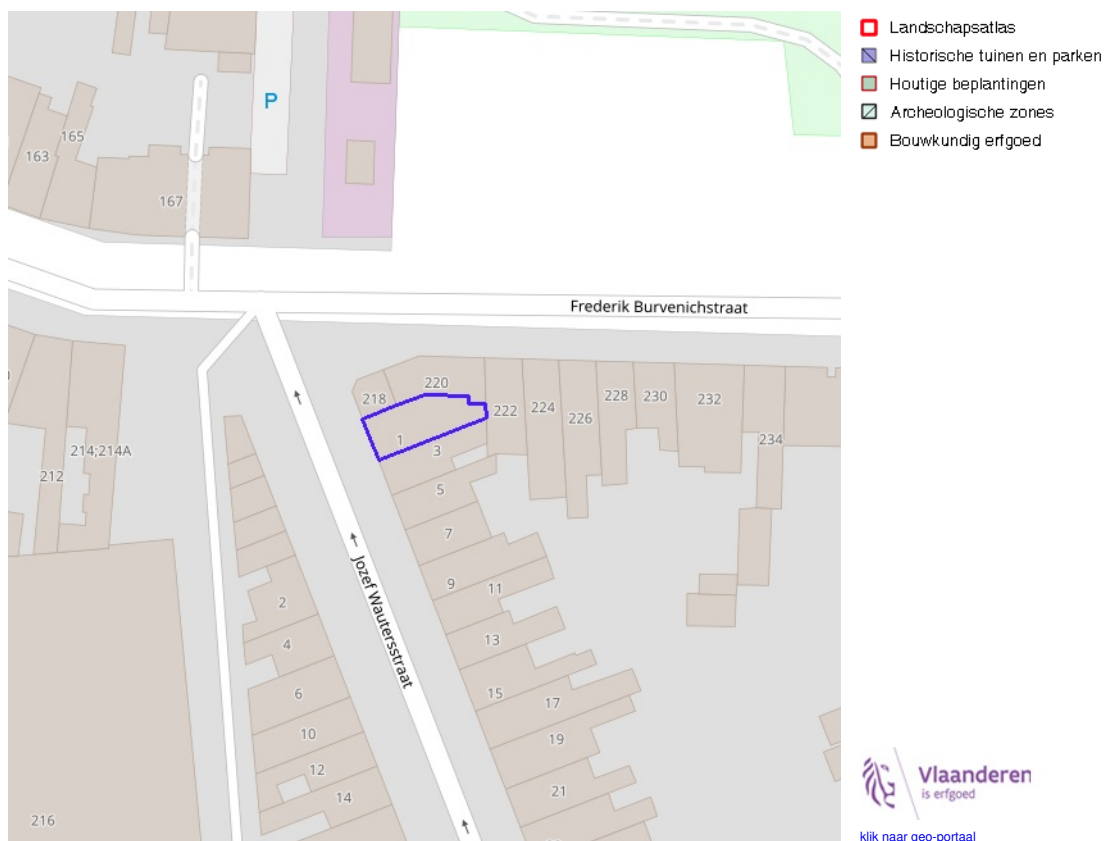 Landschapsatlas
Historische tuinen en parken
Houtige beplantingen
Archeologische zones
Bouwkundig erfgoed
P
165
163
167
Frederik Burvenichstraat
218
220
222
224
226
228
230
232
234
1
3
5
7
9
11
13
15
17
19
21
212
214;214A
2
4
6
10
12
14
216
Jozef Wautersstraat
Vlaanderen
is erfgoed
klik naar geo-portaal